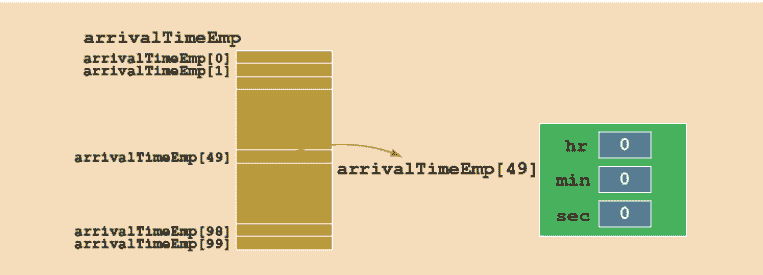 arrivalTimeEmp
arrivalTimeEmp[0]
arrivalTimeEmp[1]
arrivalTimeEmp[49]
arrivalTimeEmp[98]
arrivalTimeEmp[99]
arrivalTimeEmp[49]
hr 0
min 0
sec 0